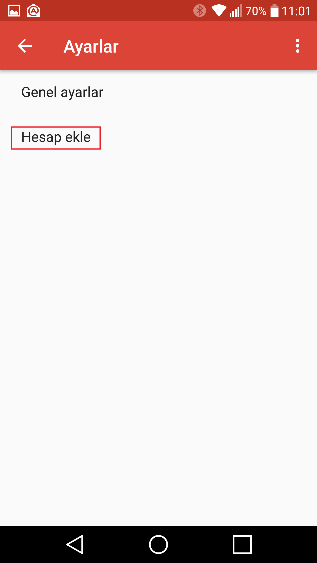 70% 11:01
Ayarlar
Genel ayarlar
Hesap ekle